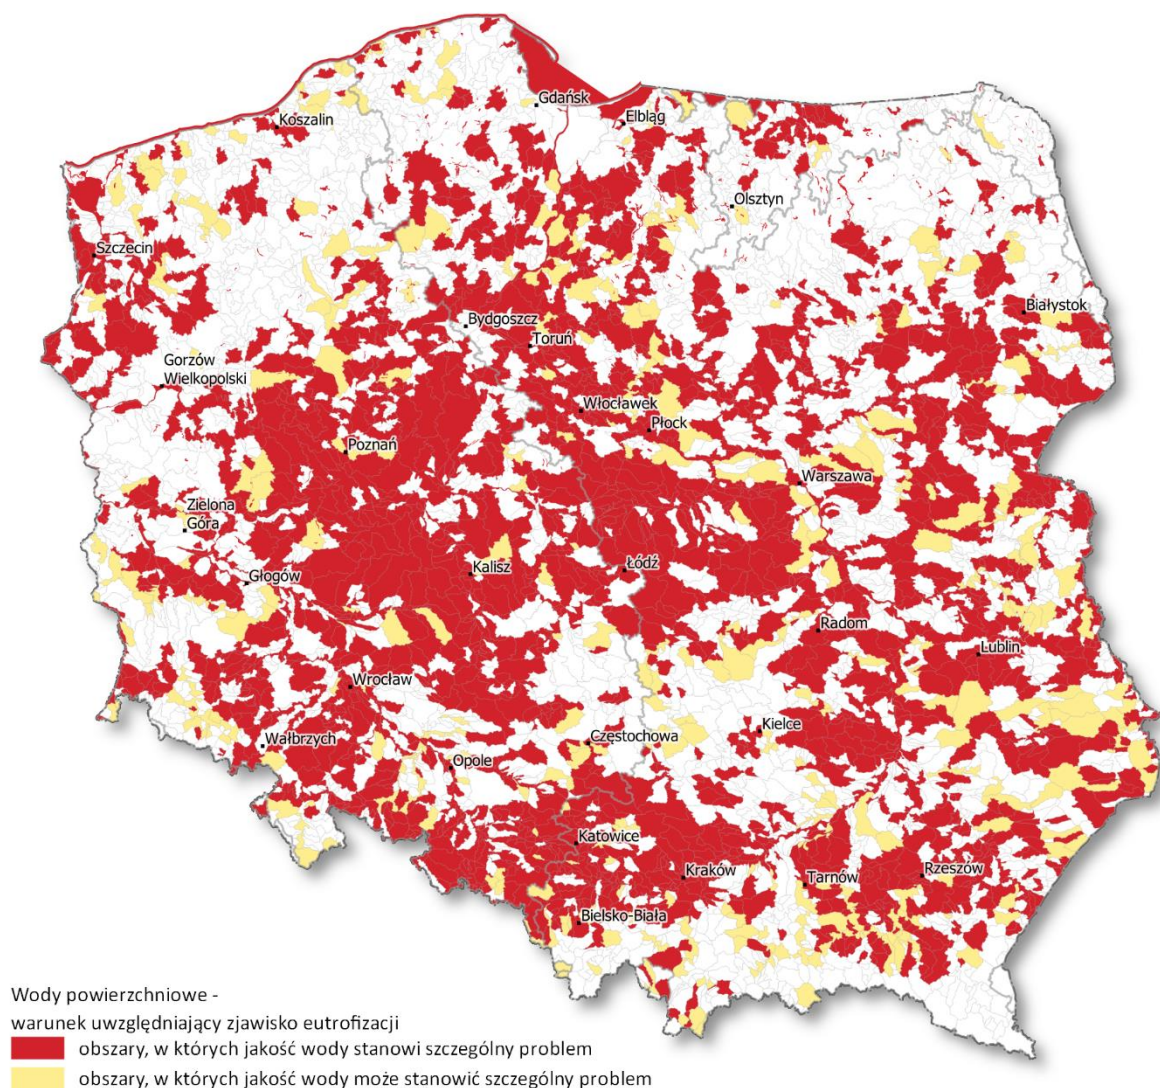 Gdańsk
Koszalin
Elbląg
Olsztyn
Szczecin
Białystok
Bydgoszcz
Toruń
Gorzów
Wielkopolski
Włocławek
Płock
Poznań
Warszawa
Zielona
Góra
Łódź
Kalisz
Głogów
Radom
Lublin
Wrocław
Kielce
Wałbrzych
Częstochowa
Opole
Katowice
Kraków
Tarnów
Rzeszów
Bielsko-Biała
Wody powierzchniowe -
warunek uwzględniający zjawisko eutrofizacji
obszary, w których jakość wody stanowi szczególny problem
obszary, w których jakość wody może stanowić szczególny problem